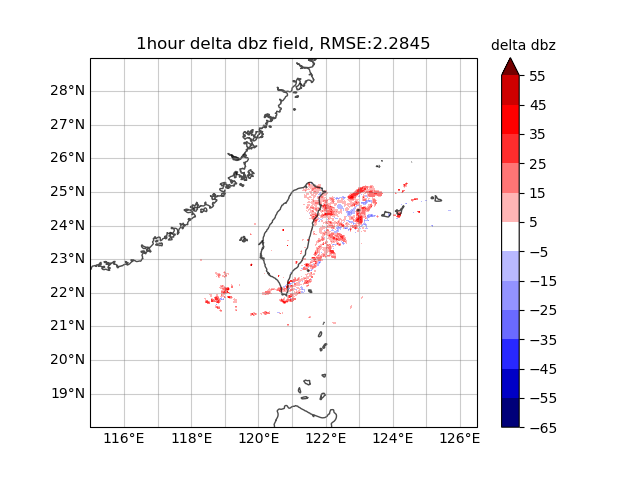 1hour delta dbz field, RMSE:2.2845
delta dbz
28°N
27°N
26°N
25°N
24°N
23°N
22°N
21°N
20°N
19°N
116°E 118°E 120°E 122°E 124°E 126°E
55
45
35
25
15
5
−5
−15
−25
−35
−45
−55
−65